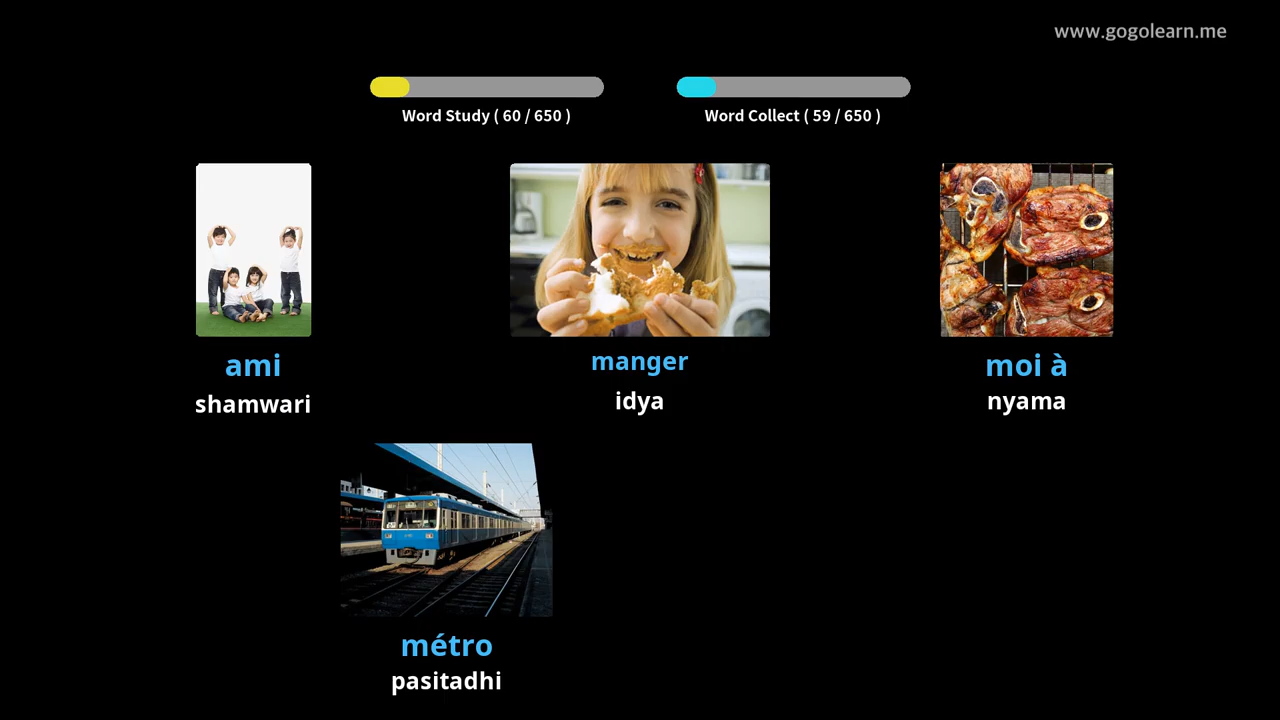 www.gogolearn.me
Word Study ( 60 / 650 )
Word Collect ( 59 / 650 )
ami
shamwari
manger
idya
moi à
nyama
métro
pasitadhi